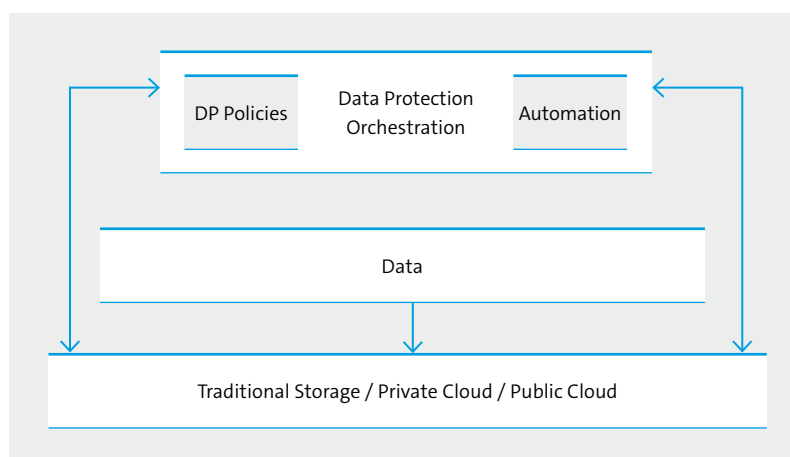 DP Policies
Data Protection
Orchestration
Automation
Data
Traditional Storage / Private Cloud / Public Cloud